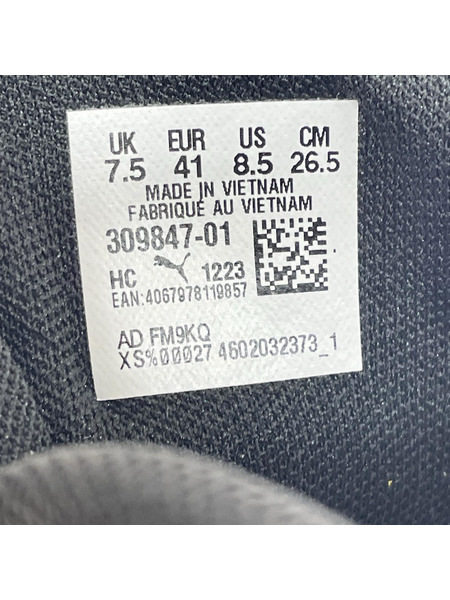 UK EUR US CM
7.5 41 8.5 26.5
MADE IN VIETNAM
FABRIQUÉ AU VIETNAM
309847-01
HC 1223
EAN:4067978119857
AD FM9KQ
XS%00027 4602032373_1